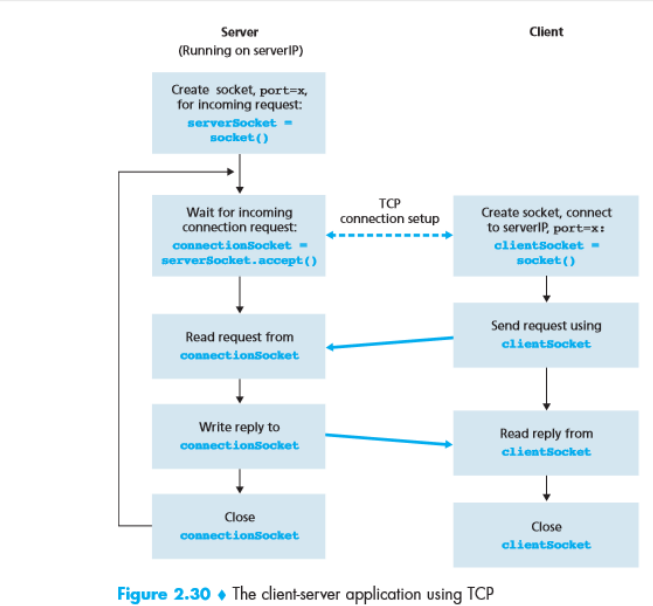 Server
(Running on serverIP)
Client
Create socket, port=x,
for incoming request:
serverSocket =
socket()
Wait for incoming
connection request:
connectionSocket =
serverSocket.accept()
TCP
connection setup
Create socket, connect
to serverIP, port=x:
clientSocket =
socket()
Read request from
connectionSocket
Send request using
clientSocket
Write reply to
connectionSocket
Read reply from
clientSocket
Close
connectionSocket
Close
clientSocket
Figure 2.30 ♦ The client-server application using TCP